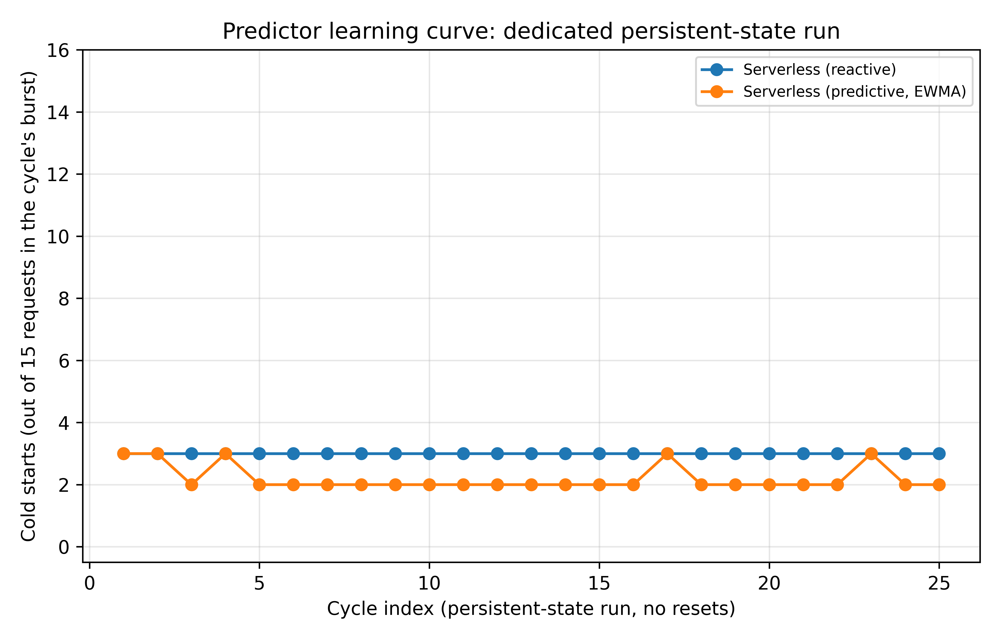 Predictor learning curve: dedicated persistent-state run
Serverless (reactive)
Serverless (predictive, EWMA)
Cold starts (out of 15 requests in the cycle's burst)
16
14
12
10
8
6
4
2
0
0 5 10 15 20 25
Cycle index (persistent-state run, no resets)